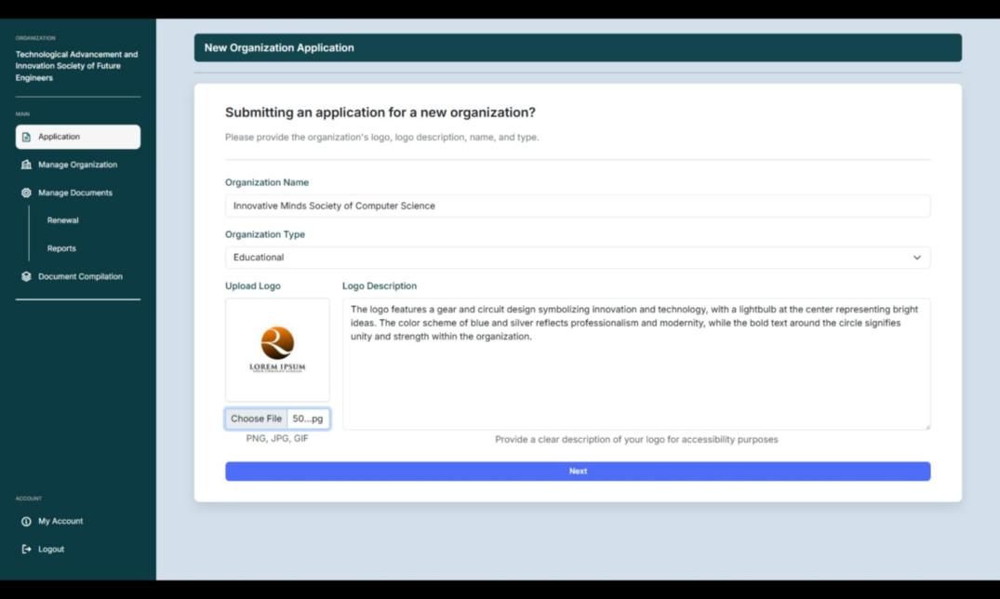 ORGANIZATION
Technological Advancement and
Innovation Society of Future
Engineers
MAIN
Application
Manage Organization
Manage Documents
Renewal
Reports
Document Compilation
ACCOUNT
My Account
Logout
New Organization Application
Submitting an application for a new organization?
Please provide the organization's logo, logo description, name, and type.
Organization Name
Innovative Minds Society of Computer Science
Organization Type
Educational
Upload Logo
LOREM IPSUM
Choose File 50...pg
PNG, JPG, GIF
Logo Description
The logo features a gear and circuit design symbolizing innovation and technology, with a lightbulb at the center representing bright
ideas. The color scheme of blue and silver reflects professionalism and modernity, while the bold text around the circle signifies
unity and strength within the organization.
Provide a clear description of your logo for accessibility purposes
Next